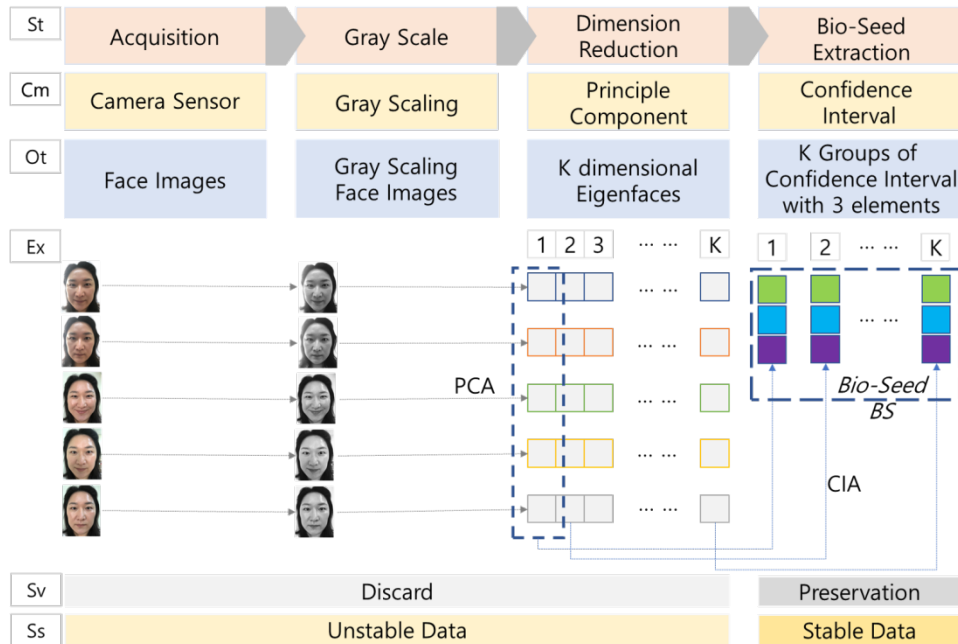 St
Acquisition
Gray Scale
Dimension
Reduction
Bio-Seed
Extraction
Cm
Camera Sensor
Gray Scaling
Principle
Component
Confidence
Interval
Ot
Face Images
Gray Scaling
Face Images
K dimensional
Eigenfaces
K Groups of
Confidence Interval
with 3 elements
Ex
1 2 3 ... ... K
1 2 ... ... K
... ...
... ...
... ...
... ...
... ...
... ...
PCA
Bio-Seed
BS
CIA
Sv
Discard
Preservation
Ss
Unstable Data
Stable Data